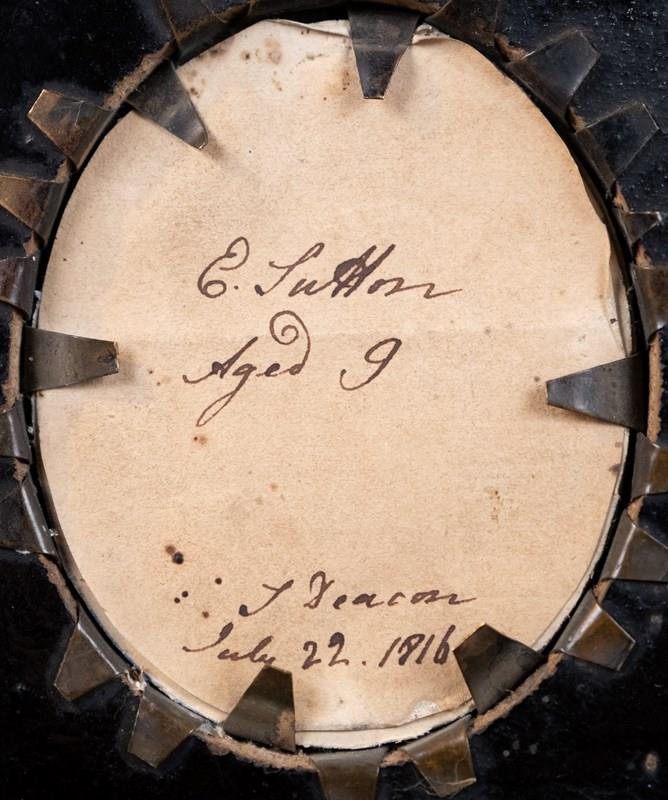 E. Sutton
Aged 9
J Deacon
July 22. 1816